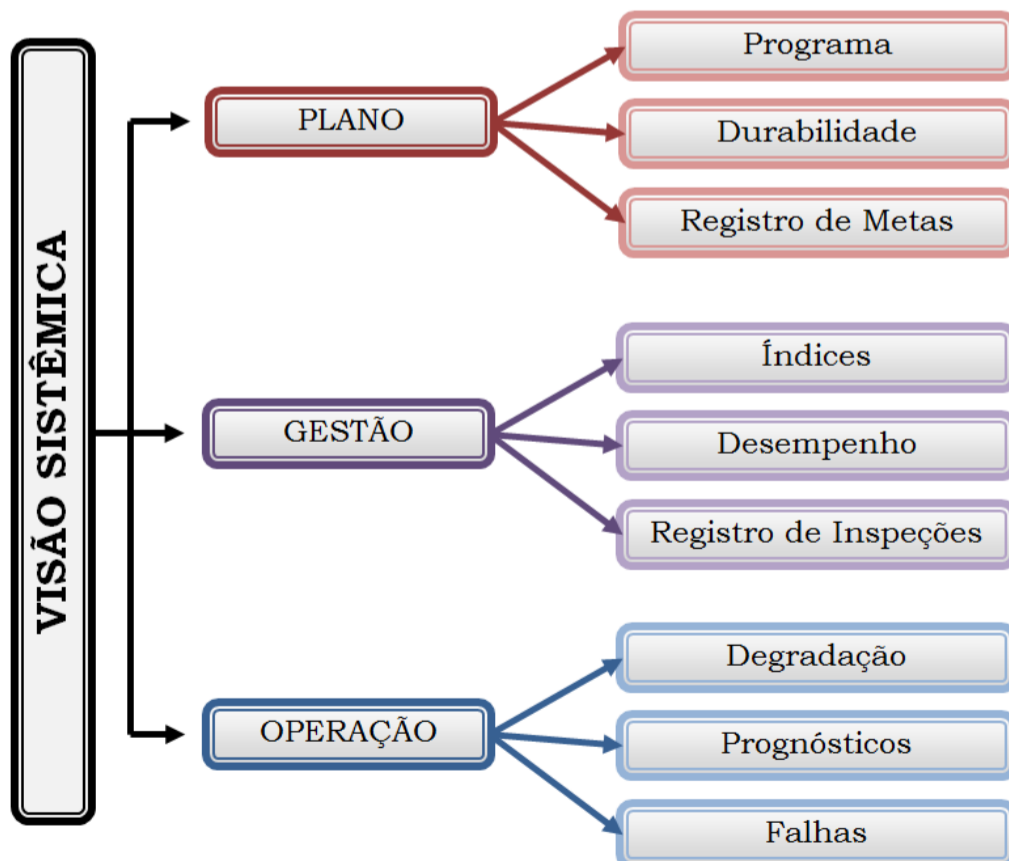 VISÃO SISTÊMICA
PLANO
Programa
Durabilidade
Registro de Metas
GESTÃO
Índices
Desempenho
Registro de Inspeções
OPERAÇÃO
Degradação
Prognósticos
Falhas